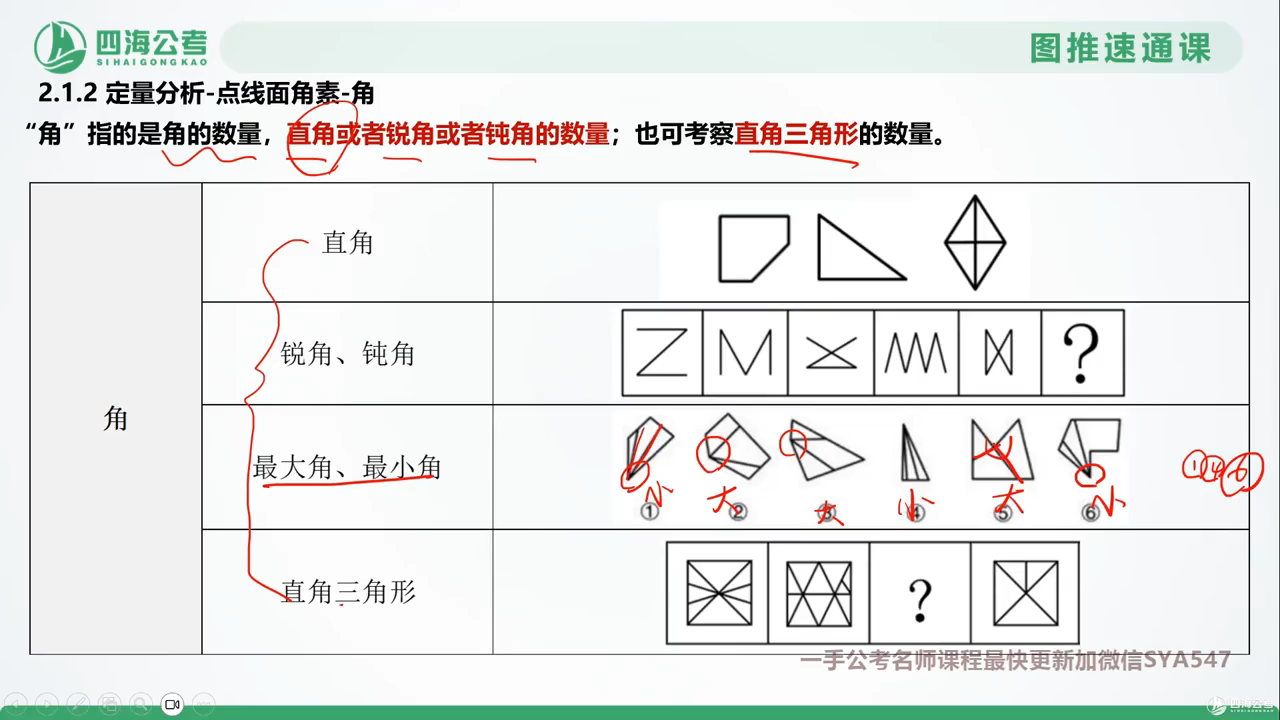 四海公考
SIHAIGONGKAO
图推速通课
2.1.2 定量分析-点线面角素-角
“角”指的是角的数量，直角或者锐角或者钝角的数量；也可考察直角三角形的数量。
角
直角
锐角、钝角
?
最大角、最小角
小 大 大 小 大 小
① ② ③ ④ ⑤ ⑥
①④⑥
直角三角形
?
一手公考名师课程最快更新加微信SYA547
四海公考